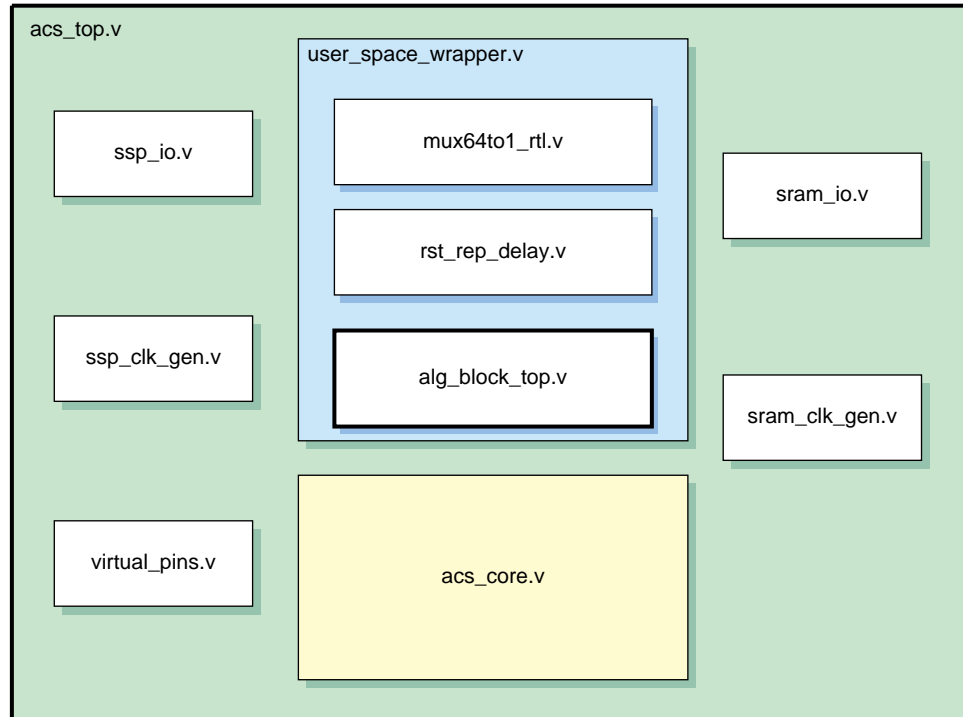 acs_top.v
user_space_wrapper.v
mux64to1_rtl.v
ssp_io.v
sram_io.v
rst_rep_delay.v
ssp_clk_gen.v
alg_block_top.v
sram_clk_gen.v
virtual_pins.v
acs_core.v